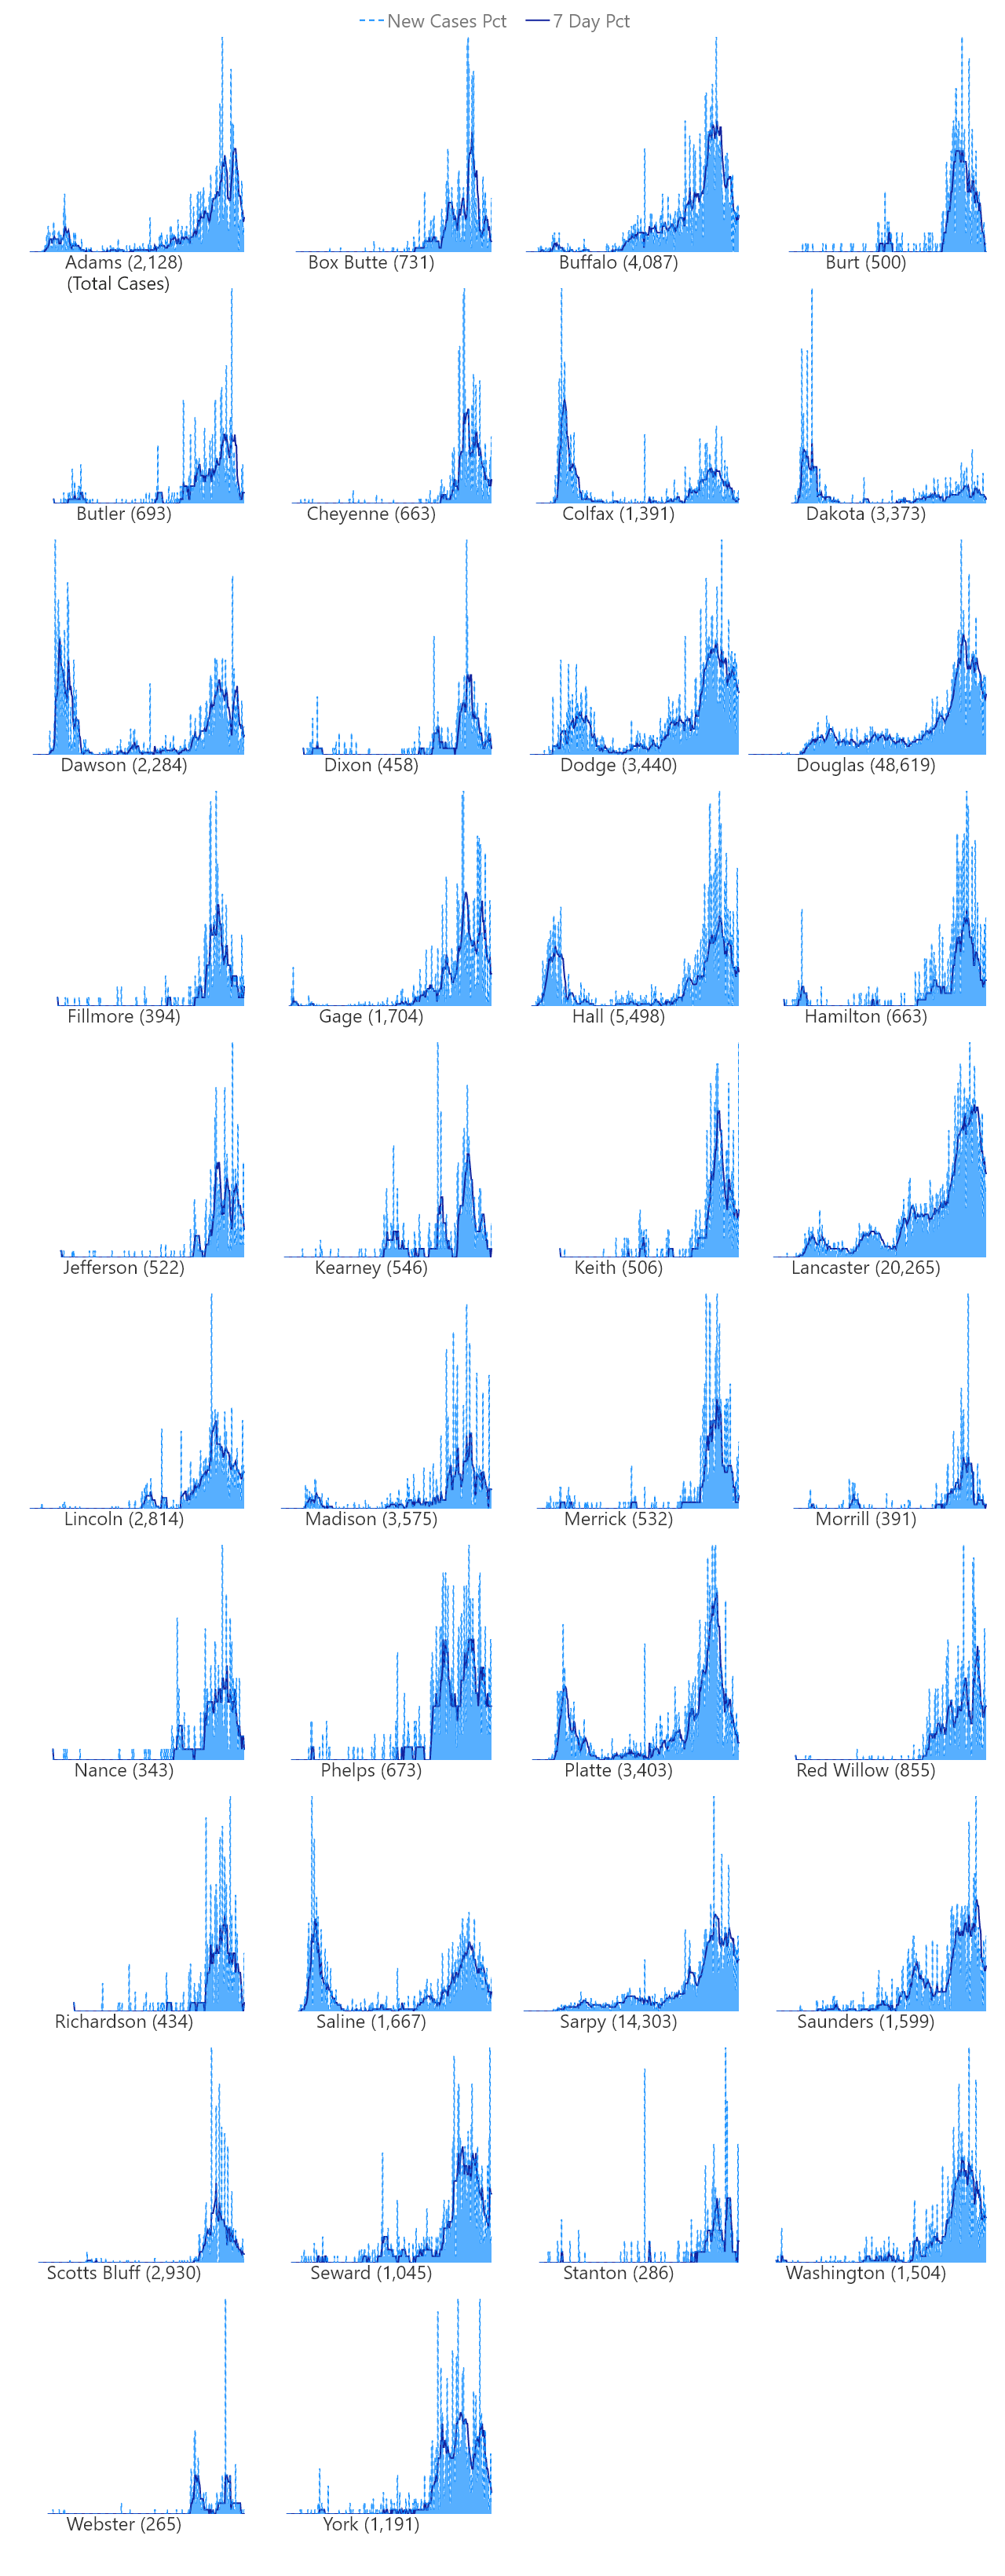 New Cases Pct 7 Day Pct
Adams (2,128) Box Butte (731) Buffalo (4,087) Burt (500)
(Total Cases)
Butler (693) Cheyenne (663) Colfax (1,391) Dakota (3,373)
Dawson (2,284) Dixon (458) Dodge (3,440) Douglas (48,619)
Fillmore (394) Gage (1,704) Hall (5,498) Hamilton (663)
Jefferson (522) Kearney (546) Keith (506) Lancaster (20,265)
Lincoln (2,814) Madison (3,575) Merrick (532) Morrill (391)
Nance (343) Phelps (673) Platte (3,403) Red Willow (855)
Richardson (434) Saline (1,667) Sarpy (14,303) Saunders (1,599)
Scotts Bluff (2,930) Seward (1,045) Stanton (286) Washington (1,504)
Webster (265) York (1,191)